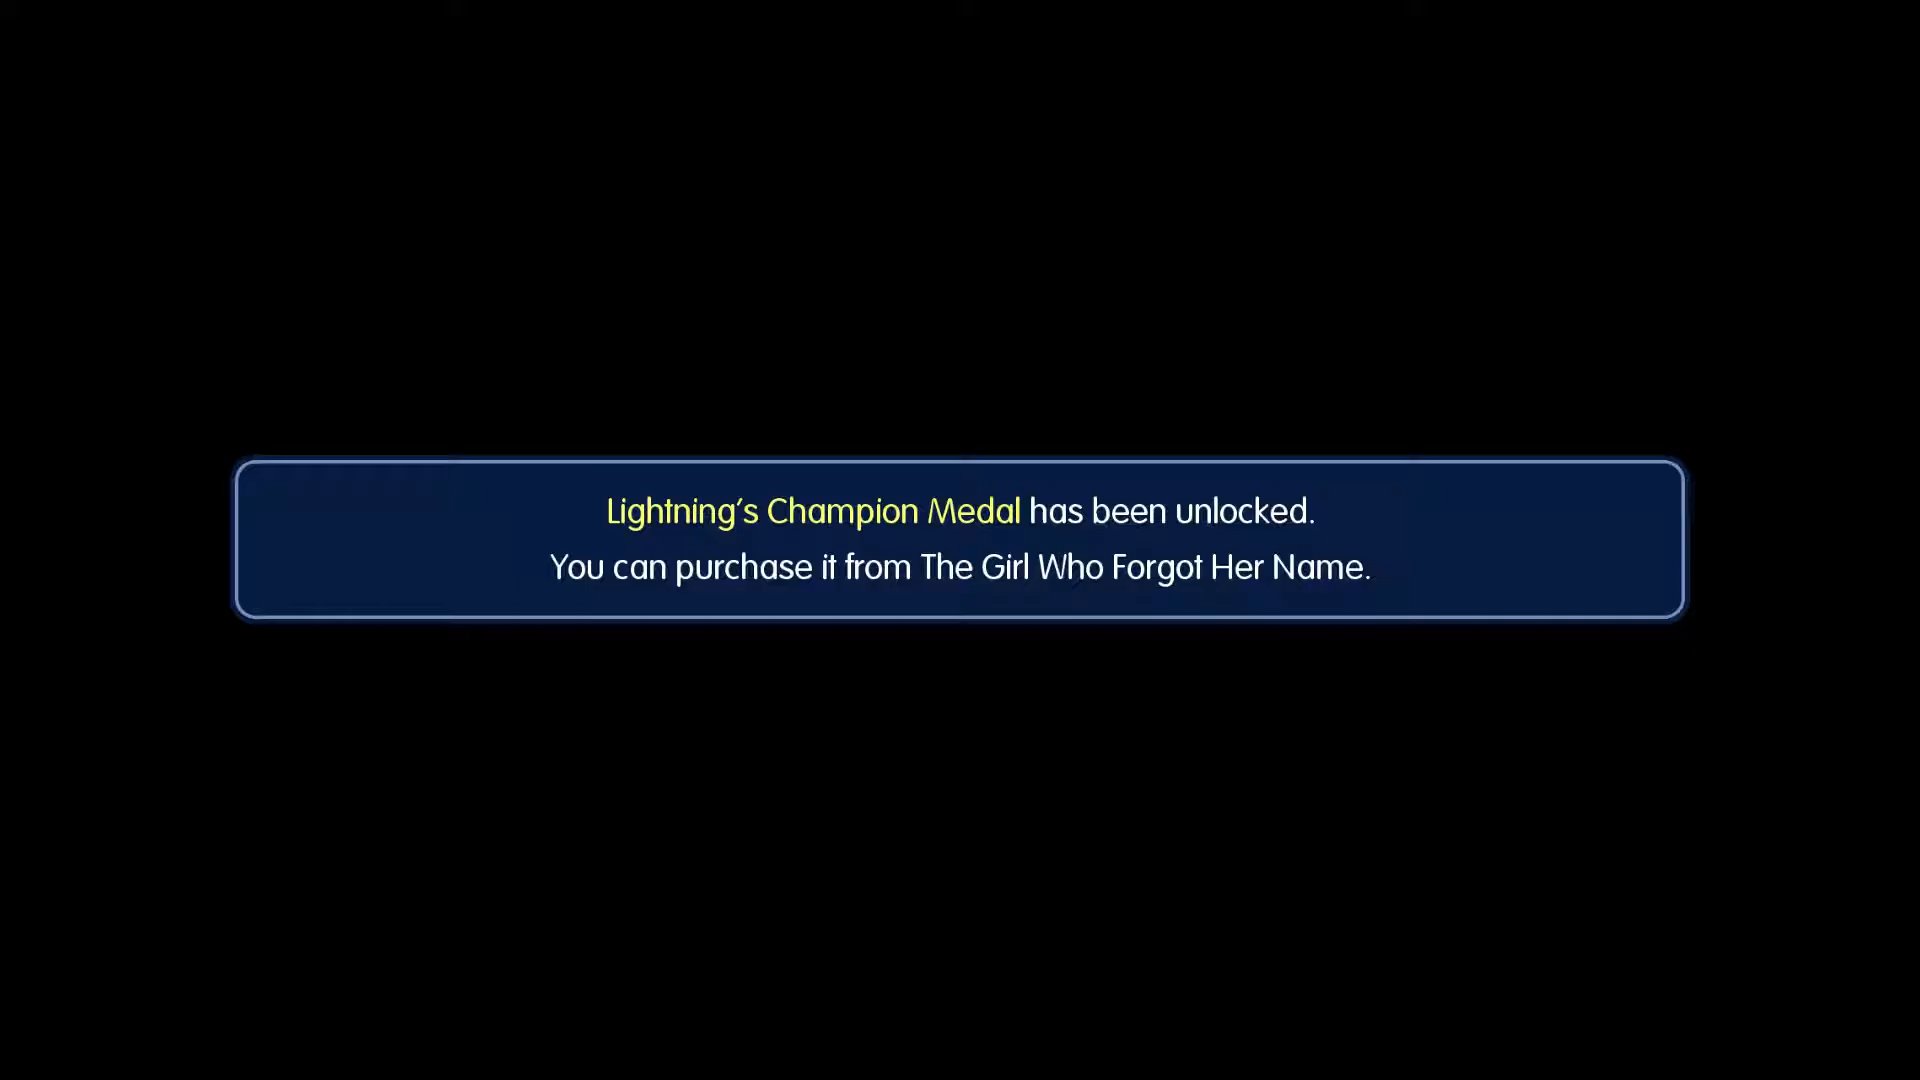 Lightning's Champion Medal has been unlocked.
You can purchase it from The Girl Who Forgot Her Name.